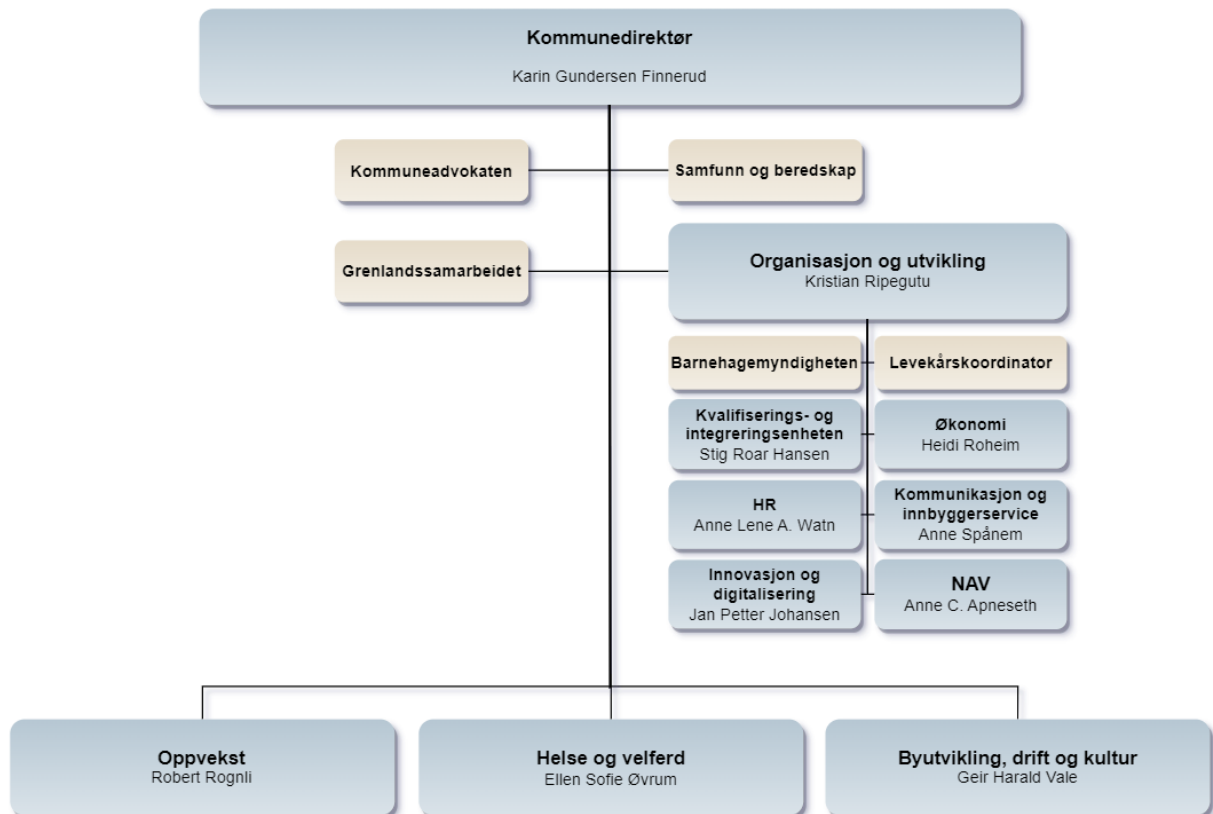 Kommunedirektør
Karin Gundersen Finnerud
Kommuneadvokaten
Samfunn og beredskap
Grenlandssamarbeidet
Organisasjon og utvikling
Kristian Ripegutu
Barnehagemyndigheten
Levekårskoordinator
Kvalifiserings- og
integreringsenheten
Stig Roar Hansen
Økonomi
Heidi Roheim
HR
Anne Lene A. Watn
Kommunikasjon og
innbyggerservice
Anne Spånem
Innovasjon og
digitalisering
Jan Petter Johansen
NAV
Anne C. Apneseth
Oppvekst
Robert Rognli
Helse og velferd
Ellen Sofie Øvrum
Byutvikling, drift og kultur
Geir Harald Vale